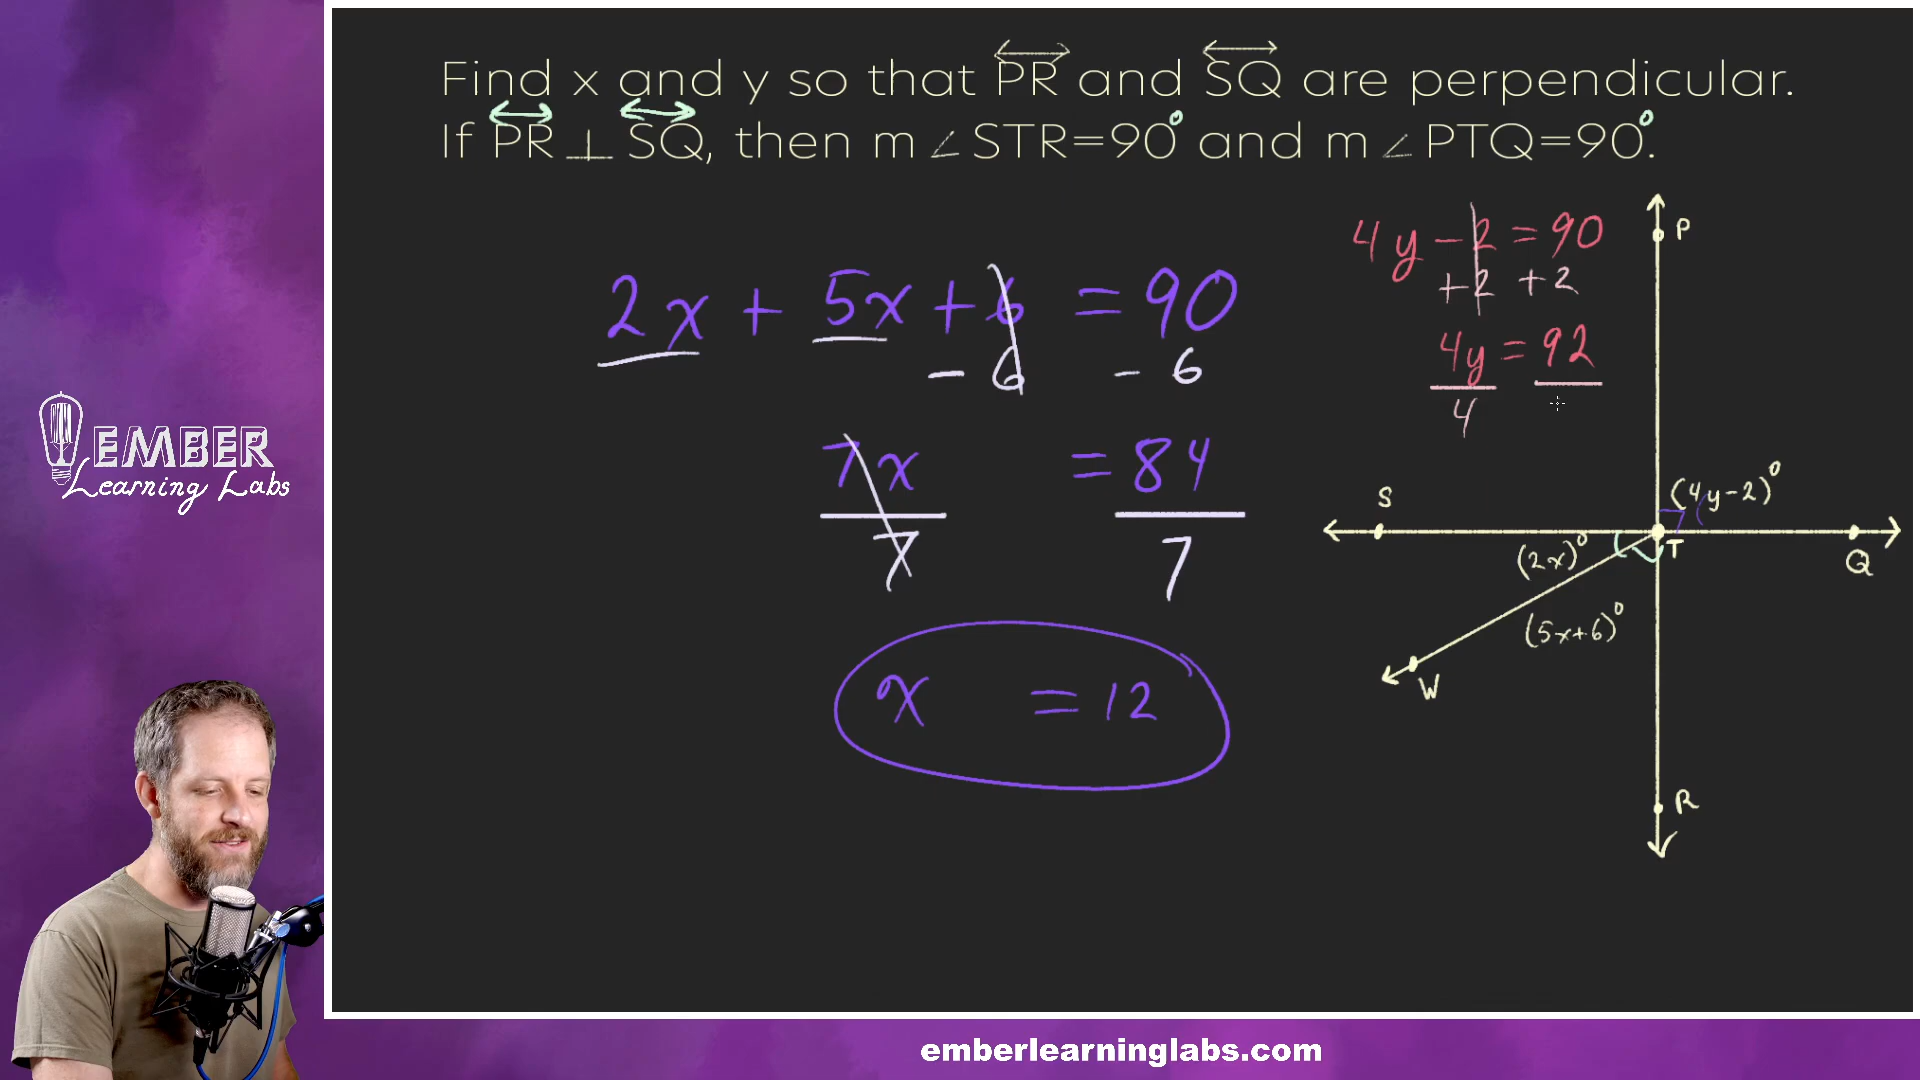 Find x and y so that PR and SQ are perpendicular.
If PR ⊥ SQ, then m∠STR=90° and m∠PTQ=90°.
4y-2=90
+2 +2
4y=92
4
2x+5x+6=90
-6 -6
7x=84
7 7
x=12
P
S
(4y-2)°
T
Q
(2x)°
(5x+6)°
W
R
EMBER
Learning Labs
emberlearninglabs.com